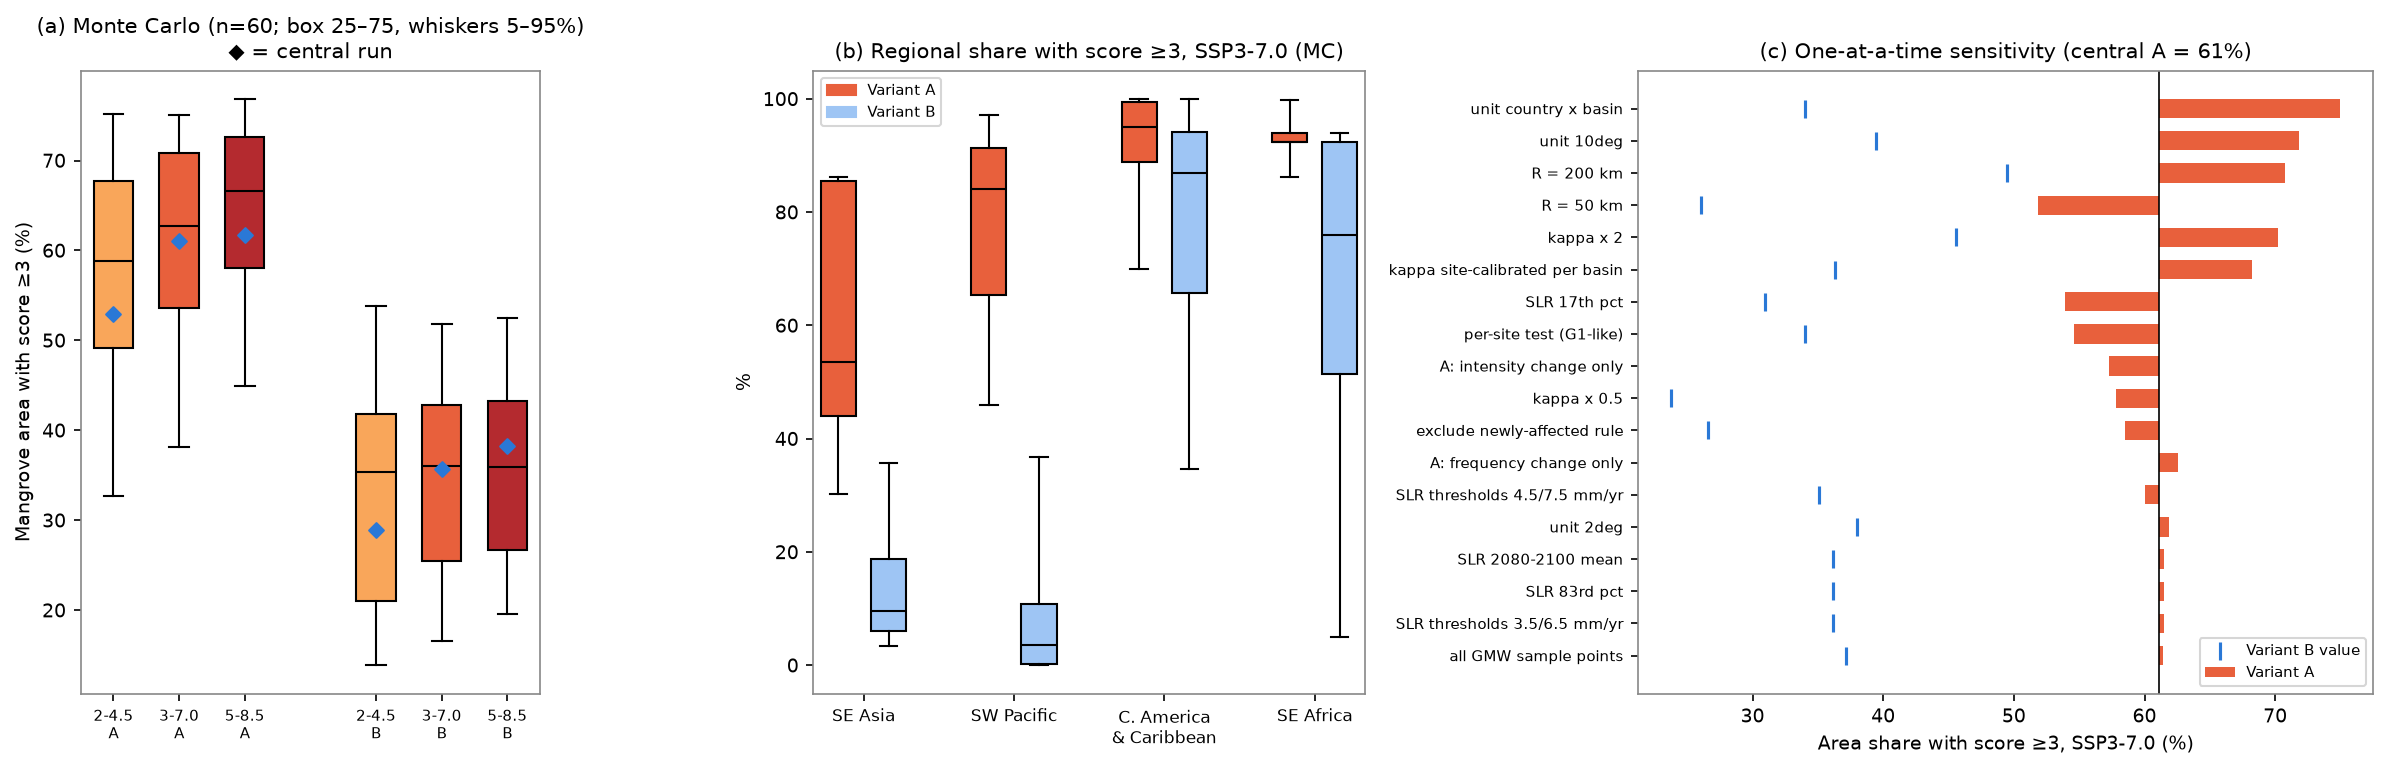 (a) Monte Carlo (n=60; box 25–75, whiskers 5–95%)
◆ = central run
Mangrove area with score ≥3 (%)
70
60
50
40
30
20
2-4.5
A
3-7.0
A
5-8.5
A
2-4.5
B
3-7.0
B
5-8.5
B
(b) Regional share with score ≥3, SSP3-7.0 (MC)
Variant A
Variant B
%
100
80
60
40
20
0
SE Asia
SW Pacific
C. America
& Caribbean
SE Africa
(c) One-at-a-time sensitivity (central A = 61%)
unit country x basin
unit 10deg
R = 200 km
R = 50 km
kappa x 2
kappa site-calibrated per basin
SLR 17th pct
per-site test (G1-like)
A: intensity change only
kappa x 0.5
exclude newly-affected rule
A: frequency change only
SLR thresholds 4.5/7.5 mm/yr
unit 2deg
SLR 2080-2100 mean
SLR 83rd pct
SLR thresholds 3.5/6.5 mm/yr
all GMW sample points
Variant B value
Variant A
30
40
50
60
70
Area share with score ≥3, SSP3-7.0 (%)